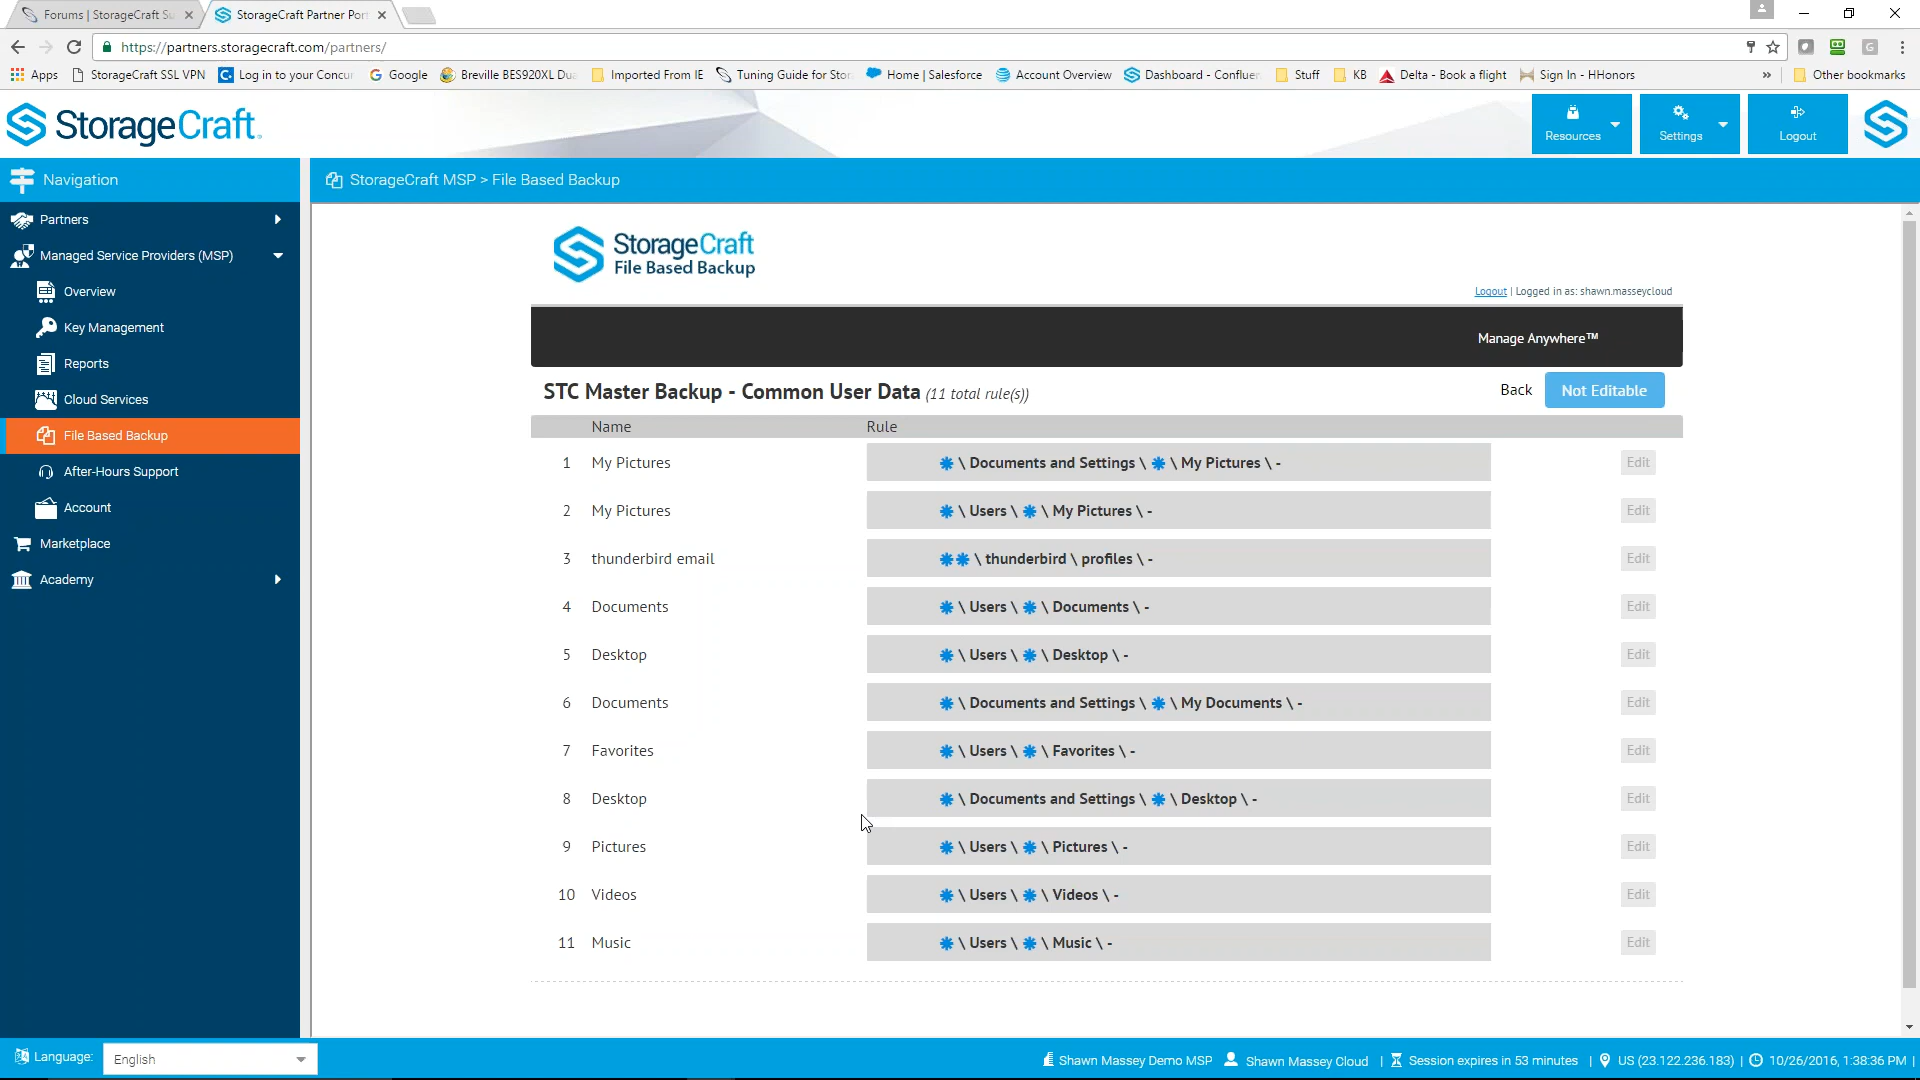 Forums | StorageCraft Su
StorageCraft Partner Por
https://partners.storagecraft.com/partners/
Apps
StorageCraft SSL VPN
Log in to your Concur
Google
Breville BES920XL Dua
Imported From IE
Tuning Guide for Stor
Home | Salesforce
Account Overview
Dashboard - Confluen
Stuff
KB
Delta - Book a flight
Sign In - HHonors
»
Other bookmarks
StorageCraft
Resources
Settings
Logout
Navigation
StorageCraft MSP > File Based Backup
Partners
Managed Service Providers (MSP)
Overview
Key Management
Reports
Cloud Services
File Based Backup
After-Hours Support
Account
Marketplace
Academy
StorageCraft
File Based Backup
Logout | Logged in as: shawn.masseycloud
Manage Anywhere™
STC Master Backup - Common User Data (11 total rule(s))
Back
Not Editable
Name Rule
1 My Pictures * \ Documents and Settings \ * \ My Pictures \ - Edit
2 My Pictures * \ Users \ * \ My Pictures \ - Edit
3 thunderbird email ** \ thunderbird \ profiles \ - Edit
4 Documents * \ Users \ * \ Documents \ - Edit
5 Desktop * \ Users \ * \ Desktop \ - Edit
6 Documents * \ Documents and Settings \ * \ My Documents \ - Edit
7 Favorites * \ Users \ * \ Favorites \ - Edit
8 Desktop * \ Documents and Settings \ * \ Desktop \ - Edit
9 Pictures * \ Users \ * \ Pictures \ - Edit
10 Videos * \ Users \ * \ Videos \ - Edit
11 Music * \ Users \ * \ Music \ - Edit
Language: English
Shawn Massey Demo MSP
Shawn Massey Cloud | Session expires in 53 minutes | US (23.122.236.183) | 10/26/2016, 1:38:36 PM |